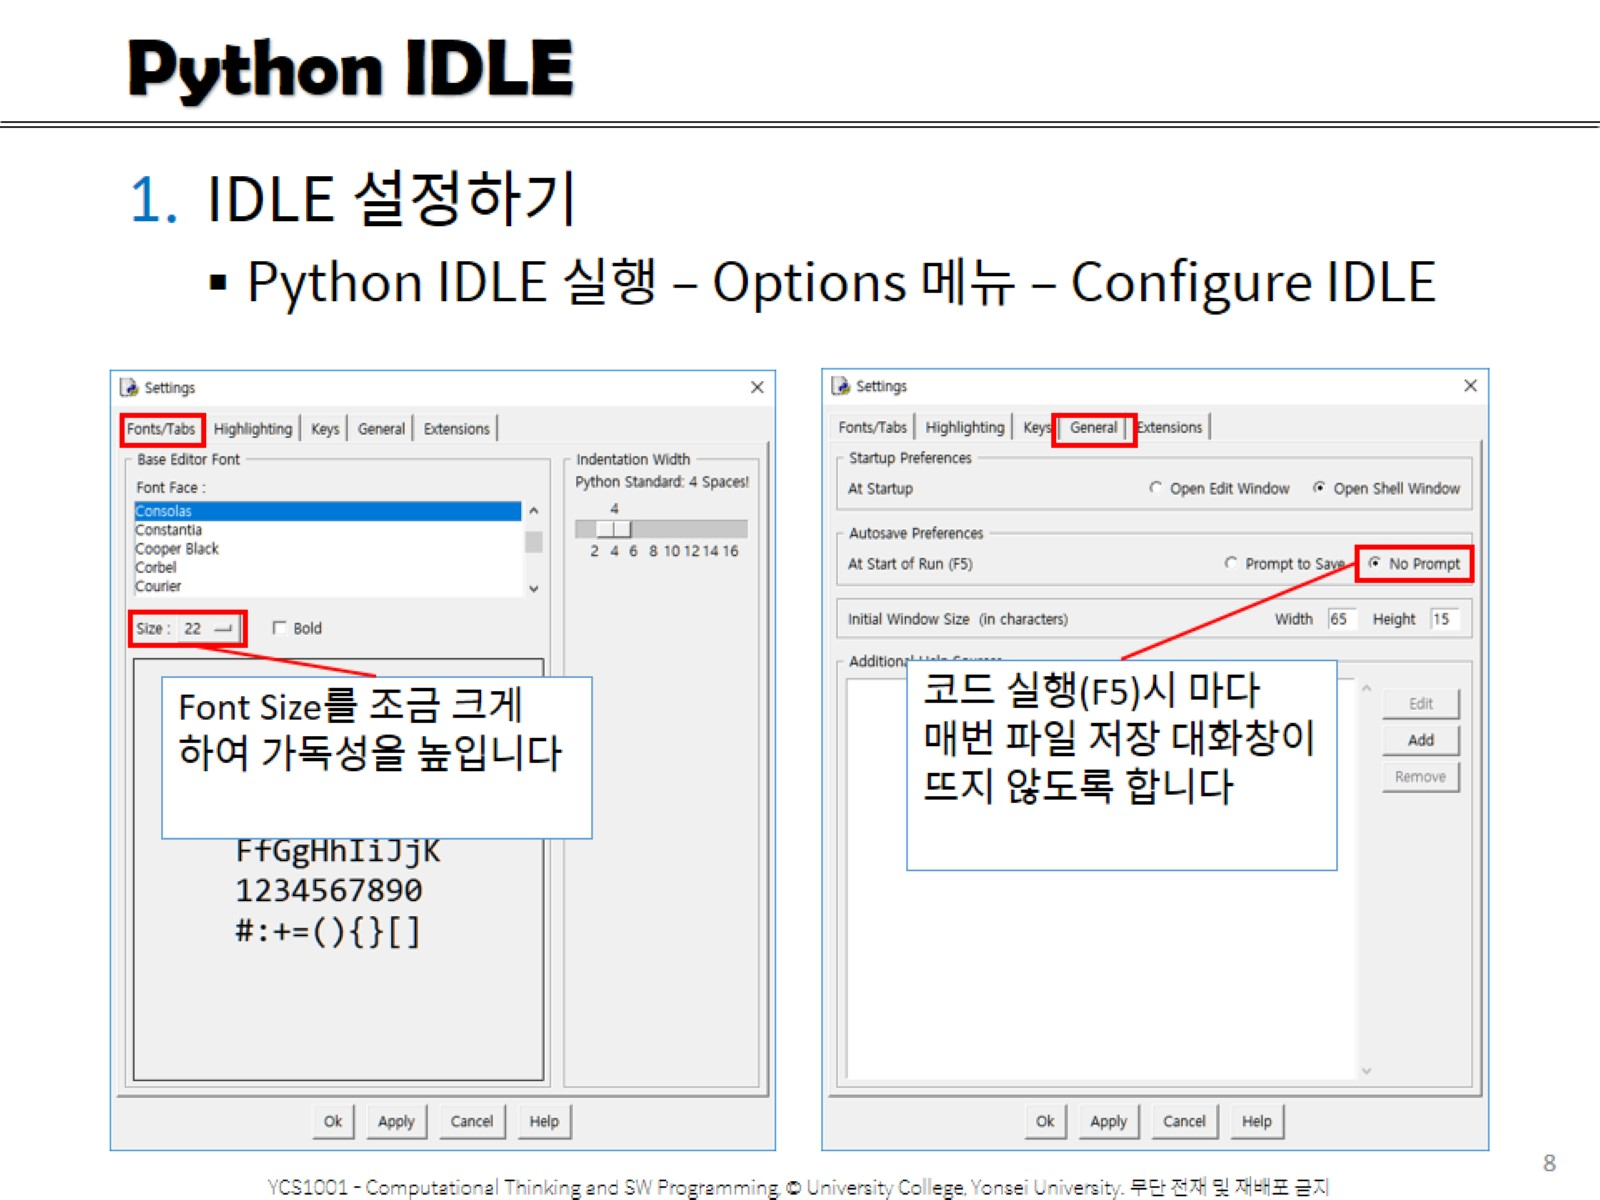 Python IDLE
1. IDLE 설정하기
▪ Python IDLE 실행 – Options 메뉴 – Configure IDLE
Settings
Fonts/Tabs Highlighting Keys General Extensions
Base Editor Font
Font Face :
Consolas
Constantia
Cooper Black
Corbel
Courier
Size : 22 Bold
Font Size를 조금 크게
하여 가독성을 높입니다
FfGgHhIiJjK
1234567890
#:+=(){}[]
Indentation Width
Python Standard: 4 Spaces!
4
2 4 6 8 10 12 14 16
Ok Apply Cancel Help
Settings
Fonts/Tabs Highlighting Keys General Extensions
Startup Preferences
At Startup Open Edit Window Open Shell Window
Autosave Preferences
At Start of Run (F5) Prompt to Save No Prompt
Initial Window Size (in characters) Width 65 Height 15
Additional Help Sources
코드 실행(F5)시 마다
매번 파일 저장 대화창이
뜨지 않도록 합니다
Edit
Add
Remove
Ok Apply Cancel Help
8
YCS1001 - Computational Thinking and SW Programming, © University College, Yonsei University. 무단 전재 및 재배포 금지